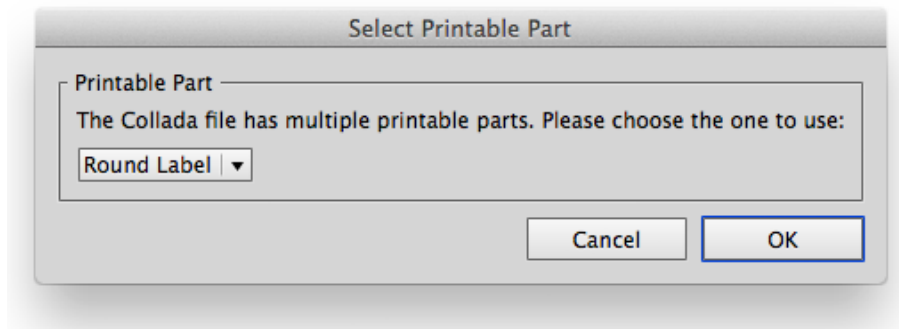 Select Printable Part
Printable Part
The Collada file has multiple printable parts. Please choose the one to use:
Round Label
Cancel
OK